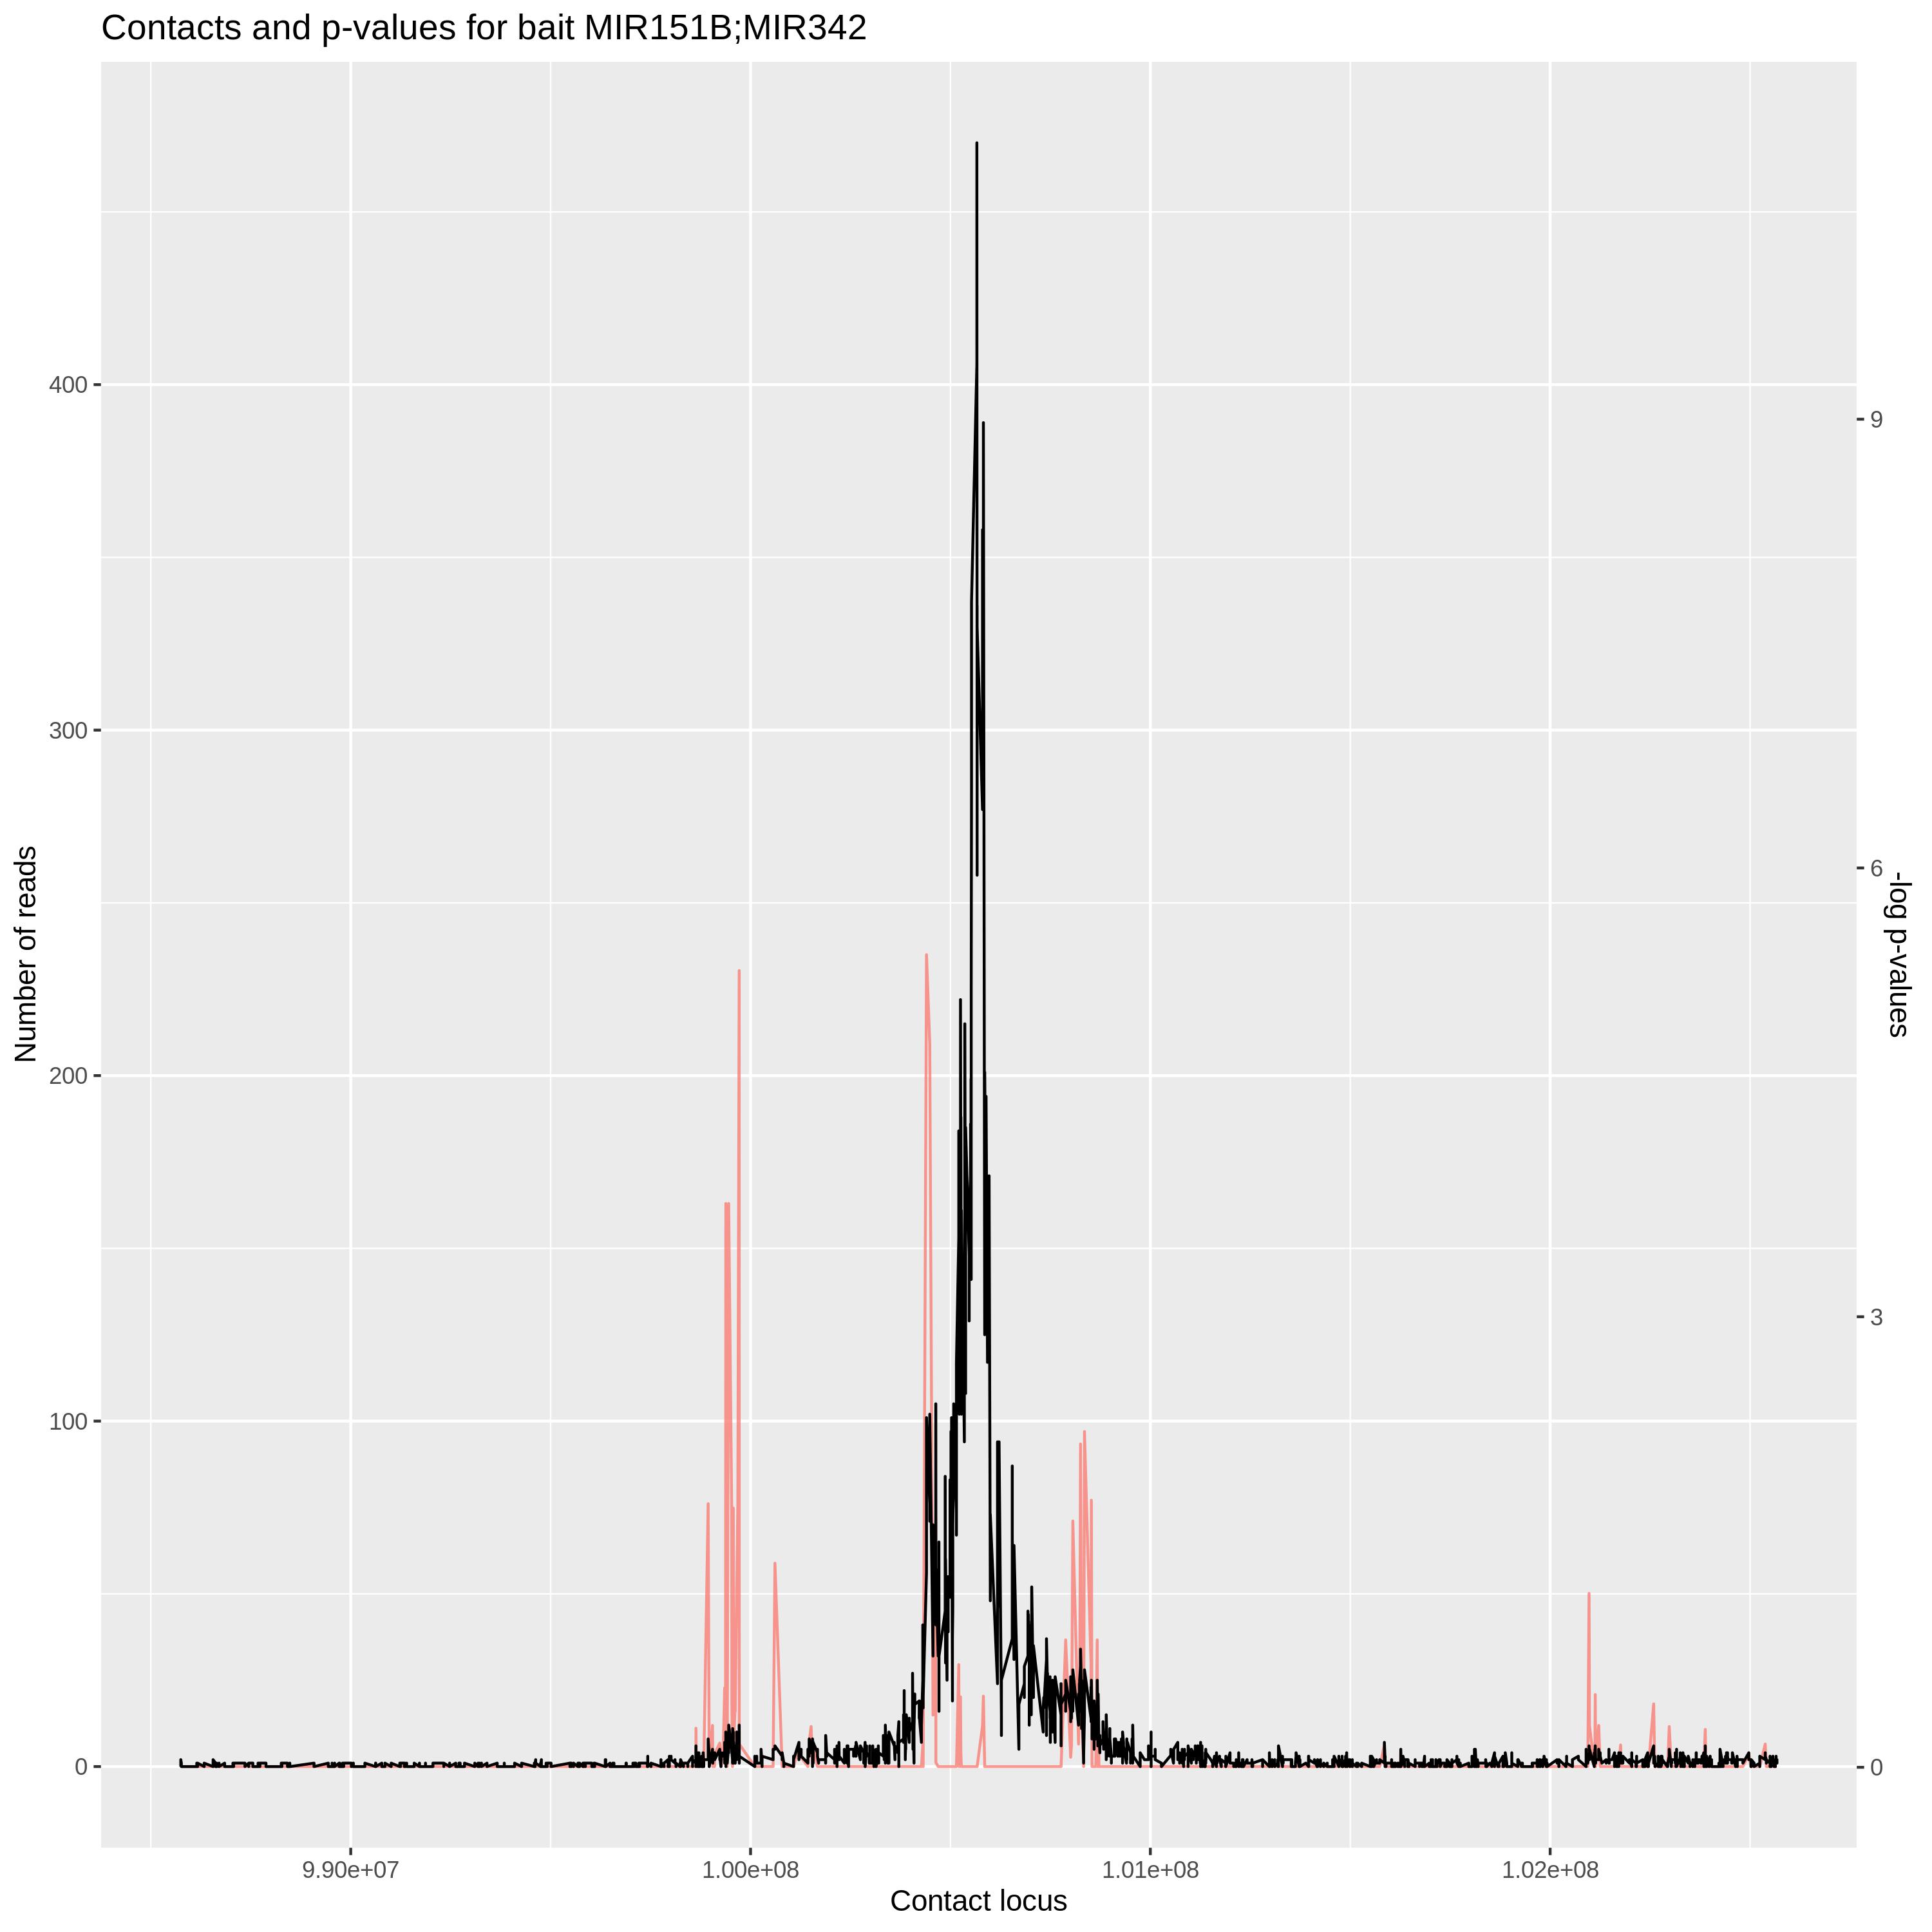 Contacts and p-values for bait MIR151B;MIR342
Number of reads
400
300
200
100
0
9
6
3
0
-log p-values
9.90e+07
1.00e+08
1.01e+08
1.02e+08
Contact locus